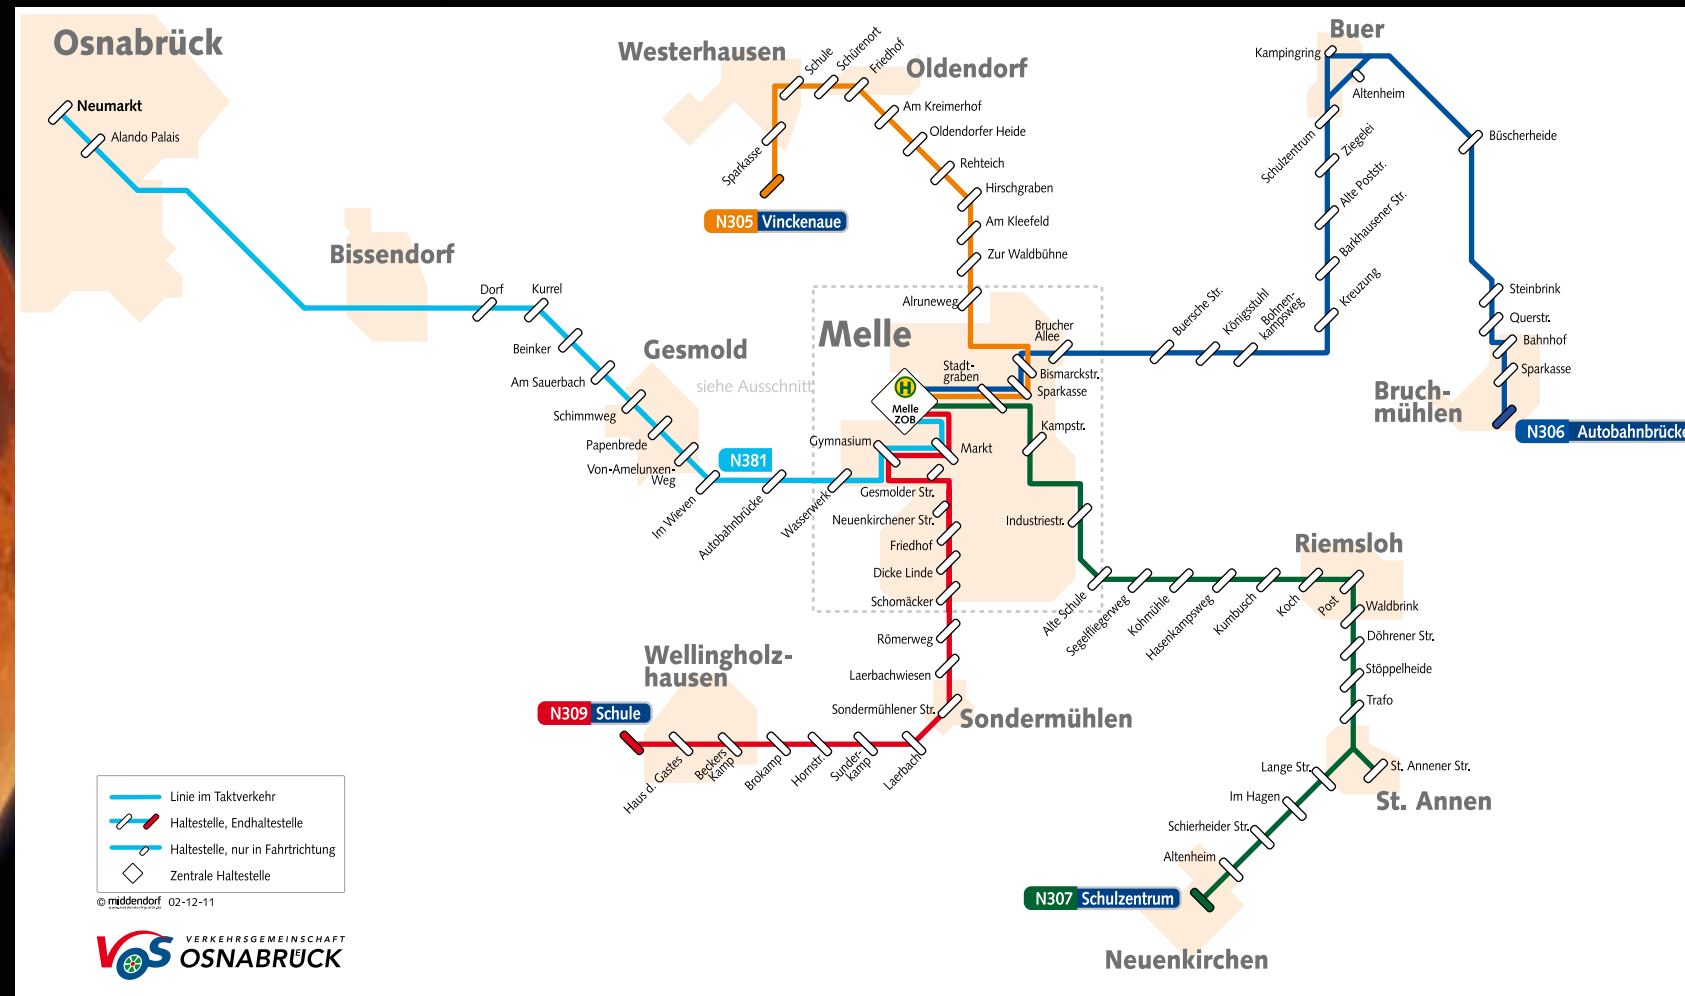 Osnabrück
Neumarkt
Alando Palais
Bissendorf
Dorf
Kurrel
Beinker
Am Sauerbach
Schimmweg
Papenbrede
Von-Amelunxen-
Weg
Im Wieven
Gesmold
siehe Ausschnitt
N381
Autobahnbrücke
Wasserwerk
Westerhausen
Schule
Schürenort
Friedhof
Oldendorf
Sparkasse
N305 Vinckenaue
Am Kreimerhof
Oldendorfer Heide
Rehteich
Hirschgraben
Am Kleefeld
Zur Waldbühne
Alruneweg
Melle
Brucher
Allee
Stadt-
graben
Bismarckstr.
Sparkasse
H
Melle
ZOB
Gymnasium
Markt
Kampstr.
Gesmolder Str.
Neuenkirchener Str.
Industriestr.
Friedhof
Dicke Linde
Schomäcker
Römerweg
Laerbachwiesen
Sondermühlener Str.
Sondermühlen
Wellingholz-
hausen
N309 Schule
Haus d. Gastes
Beckers
Kamp
Brokamp
Hornstr.
Sunder-
kamp
Laerbach
Buer
Kampingring
Altenheim
Schulzentrum
Ziegelei
Alte Poststr.
Barkhausener Str.
Kreuzung
Buersche Str.
Königsstuhl
Bohnen-
kampsweg
Büscherheide
Steinbrink
Querstr.
Bahnhof
Sparkasse
Bruch-
mühlen
N306 Autobahnbrücke
Riemsloh
Alte Schule
Segelfliegerweg
Kohmühle
Hasenkampsweg
Kumbusch
Koch
Post
Waldbrink
Döhrener Str.
Stöppelheide
Trafo
St. Annener Str.
St. Annen
Lange Str.
Im Hagen
Schierheider Str.
Altenheim
N307 Schulzentrum
Neuenkirchen
Linie im Taktverkehr
Haltestelle, Endhaltestelle
Haltestelle, nur in Fahrtrichtung
Zentrale Haltestelle
© middendorf 02-12-11
VOS
VERKEHRSGEMEINSCHAFT
OSNABRÜCK